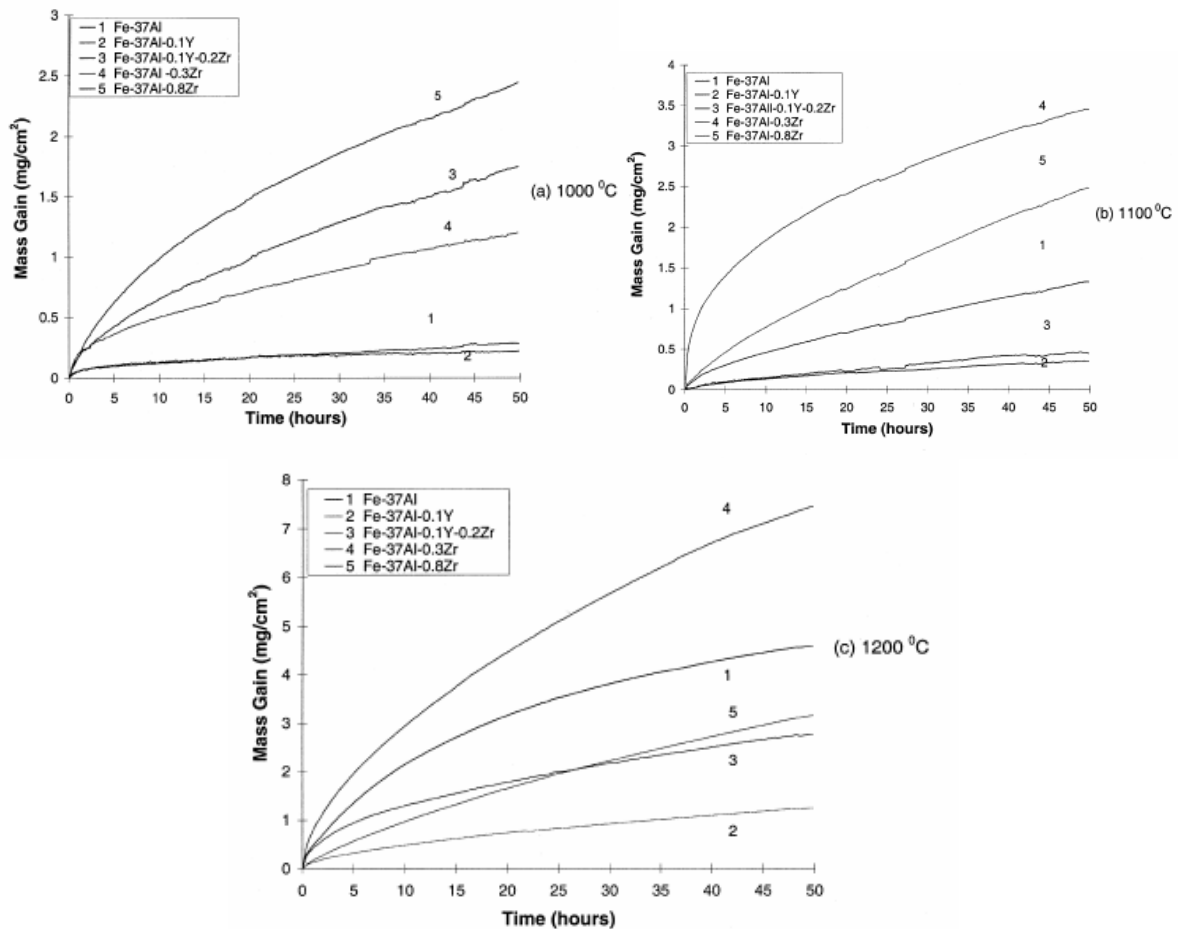 1 Fe-37Al
2 Fe-37Al-0.1Y
3 Fe-37Al-0.1Y-0.2Zr
4 Fe-37Al -0.3Zr
5 Fe-37Al-0.8Zr
Mass Gain (mg/cm²)
3
2.5
2
1.5
1
0.5
0
5
3
4
1
2
(a) 1000 ⁰C
0 5 10 15 20 25 30 35 40 45 50
Time (hours)
1 Fe-37Al
2 Fe-37Al-0.1Y
3 Fe-37All-0.1Y-0.2Zr
4 Fe-37Al-0.3Zr
5 Fe-37Al-0.8Zr
Mass Gain (mg/cm²)
4
3.5
3
2.5
2
1.5
1
0.5
0
4
5
1
3
2
(b) 1100 ⁰C
0 5 10 15 20 25 30 35 40 45 50
Time (hours)
1 Fe-37Al
2 Fe-37Al-0.1Y
3 Fe-37Al-0.1Y-0.2Zr
4 Fe-37Al-0.3Zr
5 Fe-37Al-0.8Zr
Mass Gain (mg/cm²)
8
7
6
5
4
3
2
1
0
4
1
5
3
2
(c) 1200 ⁰C
0 5 10 15 20 25 30 35 40 45 50
Time (hours)